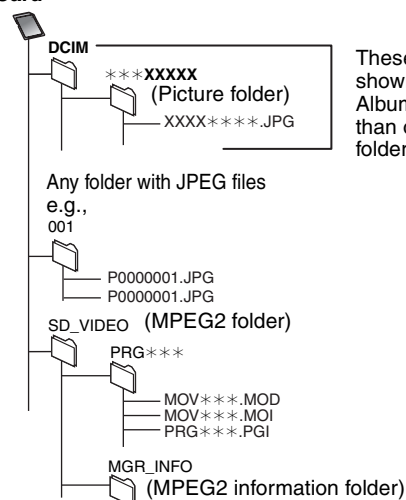 DCIM
∗∗∗XXXXX
(Picture folder)
XXXX∗∗∗∗.JPG
These
show
Album
than
folder
Any folder with JPEG files
e.g.,
001
P0000001.JPG
P0000001.JPG
SD_VIDEO (MPEG2 folder)
PRG∗∗∗
MOV∗∗∗.MOD
MOV∗∗∗.MOI
PRG∗∗∗.PGI
MGR_INFO
(MPEG2 information folder)